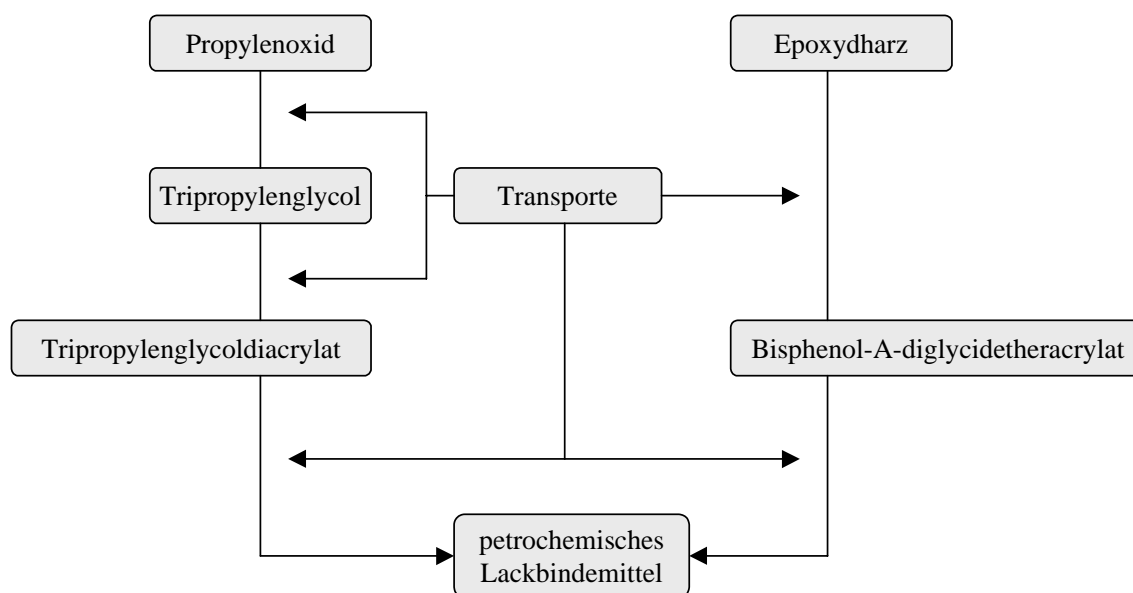 Propylenoxid
Epoxydharz
Tripropylenglycol
Transporte
Tripropylenglycoldiacrylat
Bisphenol-A-diglycidetheracrylat
petrochemisches
Lackbindemittel